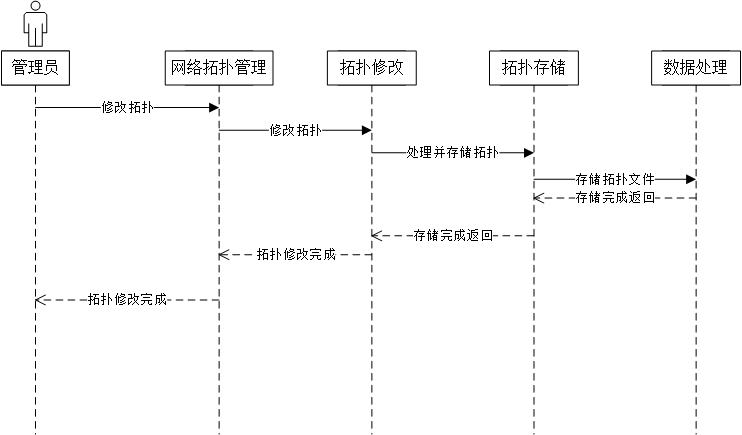 管理员
网络拓扑管理
拓扑修改
拓扑存储
数据处理
修改拓扑
修改拓扑
处理并存储拓扑
存储拓扑文件
存储完成返回
存储完成返回
拓扑修改完成
拓扑修改完成